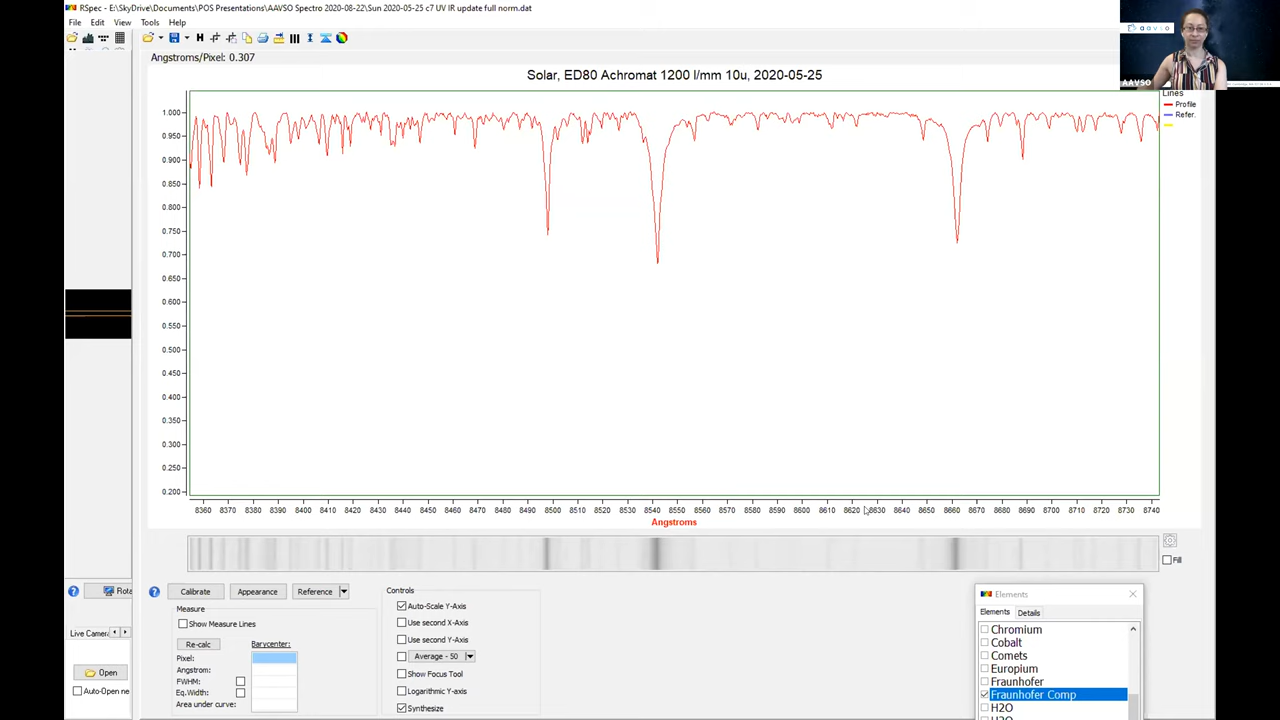 RSpec - E:\SkyDrive\Documents\POS Presentations\AAVSO Spectro 2020-08-22\Sun 2020-05-25 c7 UV IR update full norm.dat
File Edit View Tools Help
Angstroms/Pixel: 0.307
Solar, ED80 Achromat 1200 l/mm 10u, 2020-05-25
aavso
AAVSO
Lines
Profile
Refer.
1.000
0.950
0.900
0.850
0.800
0.750
0.700
0.650
0.600
0.550
0.500
0.450
0.400
0.350
0.300
0.250
0.200
8360 8370 8380 8390 8400 8410 8420 8430 8440 8450 8460 8470 8480 8490 8500 8510 8520 8530 8540 8550 8560 8570 8580 8590 8600 8610 8620 8630 8640 8650 8660 8670 8680 8690 8700 8710 8720 8730 8740
Angstroms
Fill
Rota
Live Camera
Open
Auto-Open ne
Calibrate Appearance Reference
Measure
Show Measure Lines
Re-calc Barycenter:
Pixel:
Angstrom:
FWHM:
Eq.Width:
Area under curve:
Controls
Auto-Scale Y-Axis
Use second X-Axis
Use second Y-Axis
Average - 50
Show Focus Tool
Logarithmic Y-axis
Synthesize
Elements
Elements Details
Chromium
Cobalt
Comets
Europium
Fraunhofer
Fraunhofer Comp
H2O